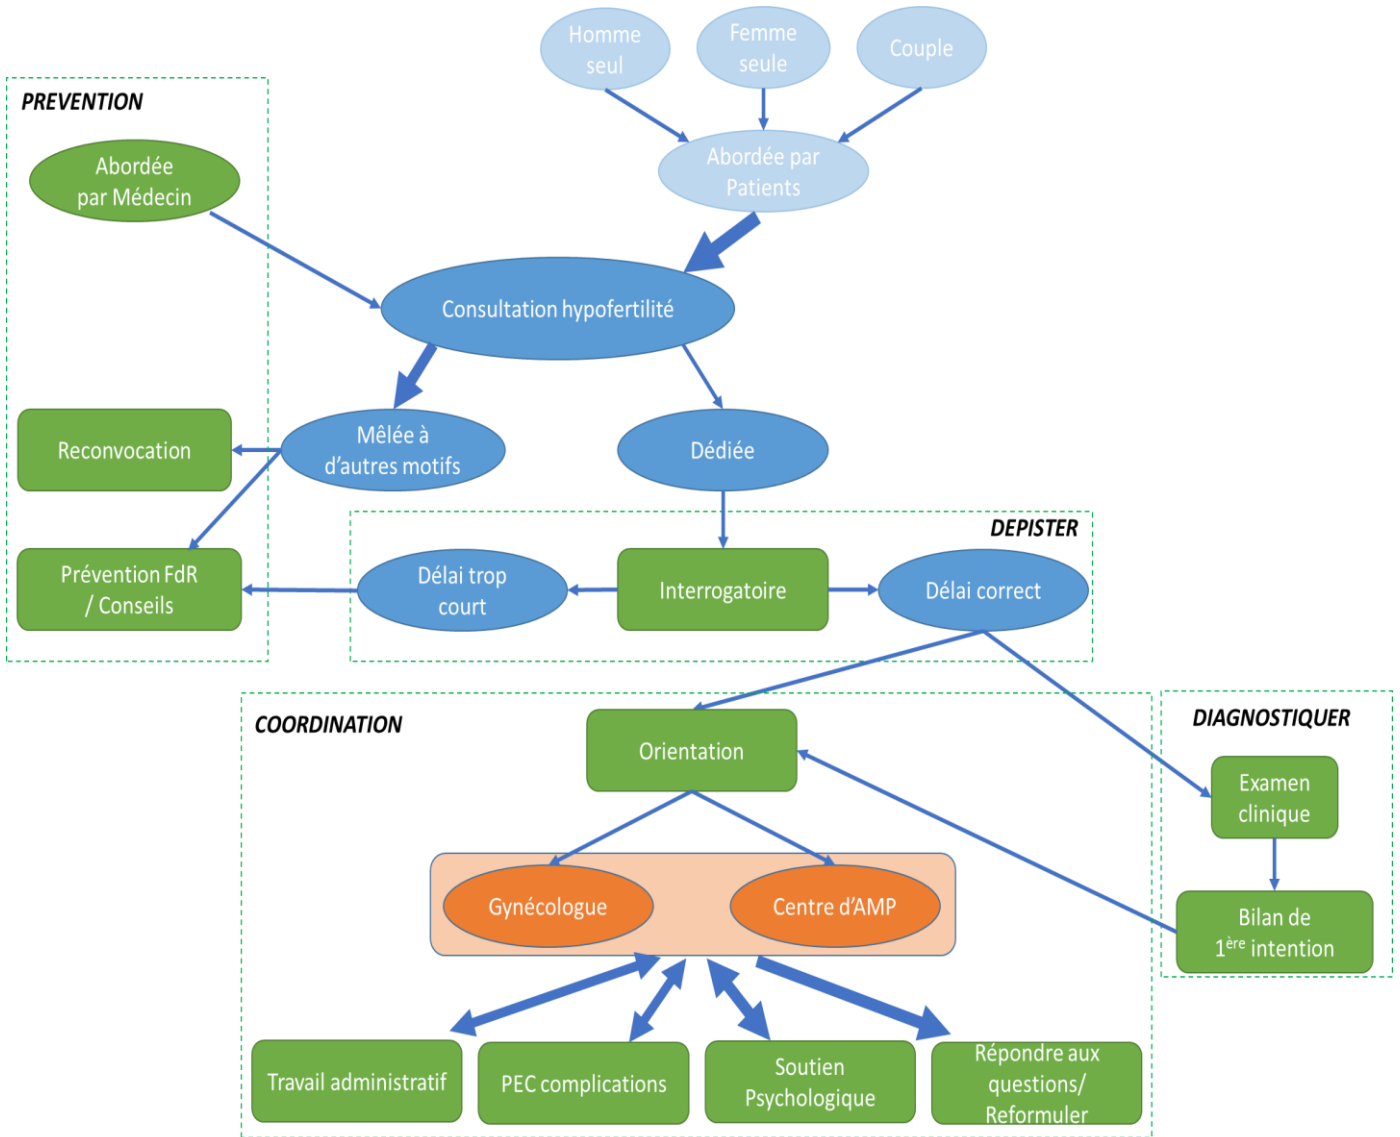 Homme
seul
Femme
seule
Couple
PREVENTION
Abordée
par Médecin
Abordée par
Patients
Consultation hypofertilité
Reconvocation
Mêlée à
d'autres motifs
Dédiée
DEPISTER
Prévention FdR
/ Conseils
Délai trop
court
Interrogatoire
Délai correct
COORDINATION
DIAGNOSTIQUER
Orientation
Examen
clinique
Gynécologue
Centre d'AMP
Bilan de
1ère intention
Travail administratif
PEC complications
Soutien
Psychologique
Répondre aux
questions/
Reformuler